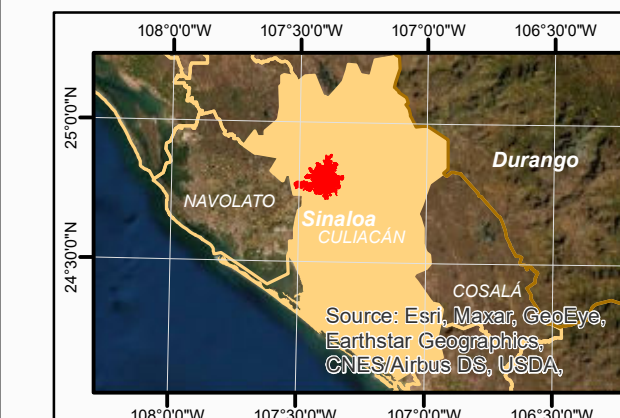 108°0'0"W 107°30'0"W 107°0'0"W 106°30'0"W
25°0'0"N
Durango
NAVOLATO
Sinaloa
CULIACÁN
24°30'0"N
COSALÁ
Source: Esri, Maxar, GeoEye,
Earthstar Geographics,
CNES/Airbus DS, USDA,
108°0'0"W 107°30'0"W 107°0'0"W 106°30'0"W